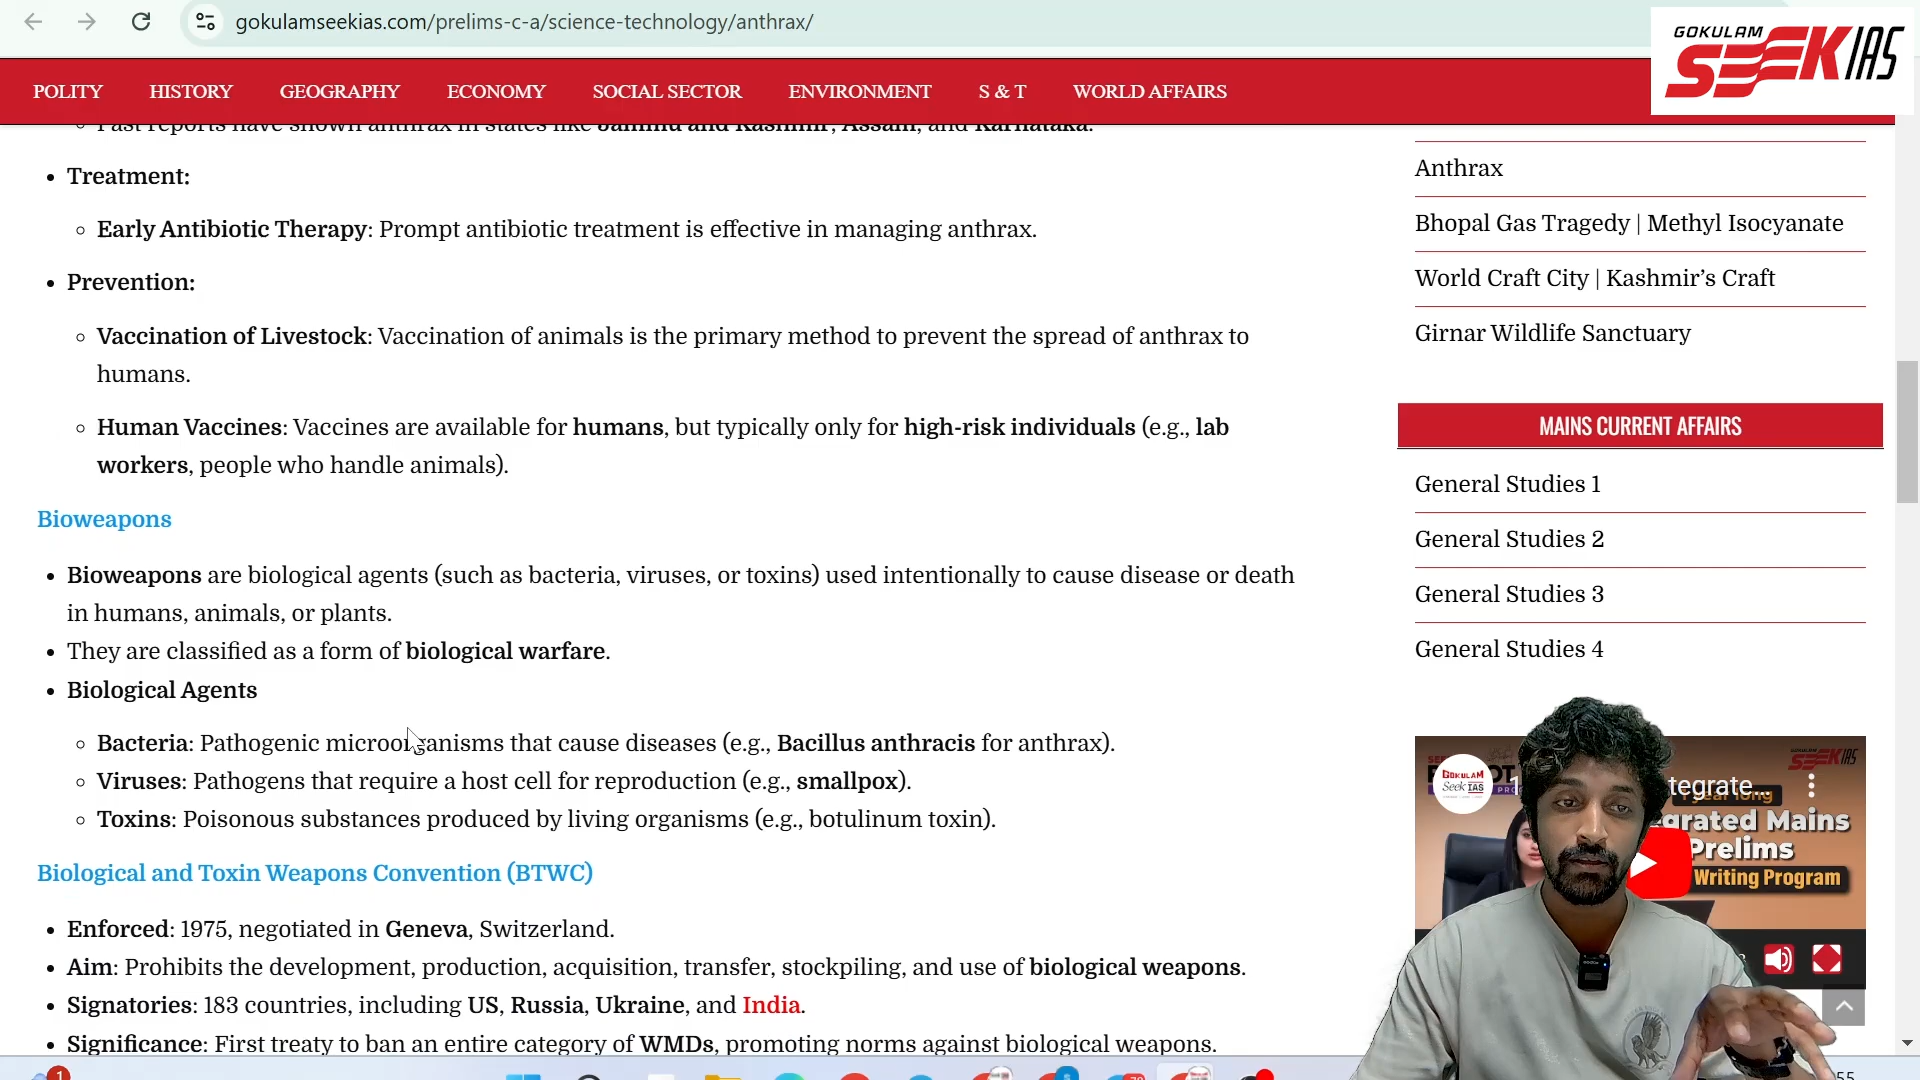 gokulamseekias.com/prelims-c-a/science-technology/anthrax/
GOKULAM
SEEK IAS
POLITY HISTORY GEOGRAPHY ECONOMY SOCIAL SECTOR ENVIRONMENT S & T WORLD AFFAIRS
Past reports have shown anthrax in states like Jammu and Kashmir, Assam, and Karnataka.
Treatment:
Early Antibiotic Therapy: Prompt antibiotic treatment is effective in managing anthrax.
Prevention:
Vaccination of Livestock: Vaccination of animals is the primary method to prevent the spread of anthrax to
humans.
Human Vaccines: Vaccines are available for humans, but typically only for high-risk individuals (e.g., lab
workers, people who handle animals).
Bioweapons
Bioweapons are biological agents (such as bacteria, viruses, or toxins) used intentionally to cause disease or death
in humans, animals, or plants.
They are classified as a form of biological warfare.
Biological Agents
Bacteria: Pathogenic microorganisms that cause diseases (e.g., Bacillus anthracis for anthrax).
Viruses: Pathogens that require a host cell for reproduction (e.g., smallpox).
Toxins: Poisonous substances produced by living organisms (e.g., botulinum toxin).
Biological and Toxin Weapons Convention (BTWC)
Enforced: 1975, negotiated in Geneva, Switzerland.
Aim: Prohibits the development, production, acquisition, transfer, stockpiling, and use of biological weapons.
Signatories: 183 countries, including US, Russia, Ukraine, and India.
Significance: First treaty to ban an entire category of WMDs, promoting norms against biological weapons.
Anthrax
Bhopal Gas Tragedy | Methyl Isocyanate
World Craft City | Kashmir's Craft
Girnar Wildlife Sanctuary
MAINS CURRENT AFFAIRS
General Studies 1
General Studies 2
General Studies 3
General Studies 4
GOKULAM
Seek IAS
tegrate...
SEEK IAS
grated Mains
Prelims
Writing Program
1
55